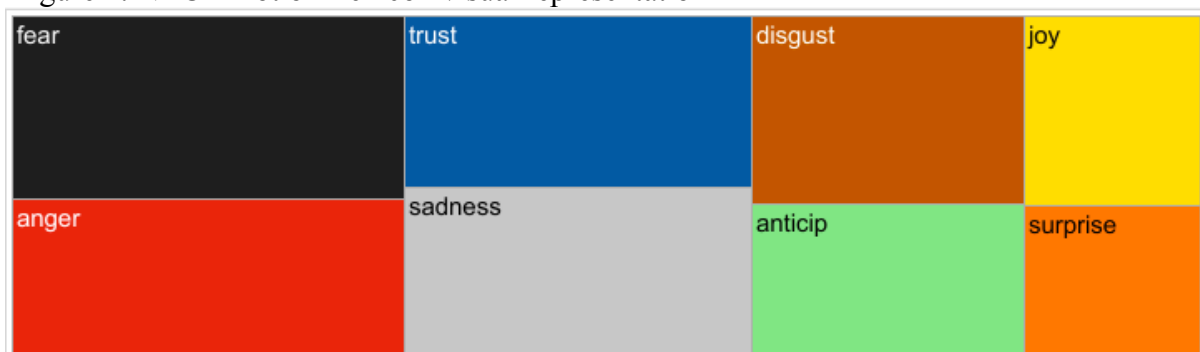 fear
trust
disgust
joy
anger
sadness
anticip
surprise